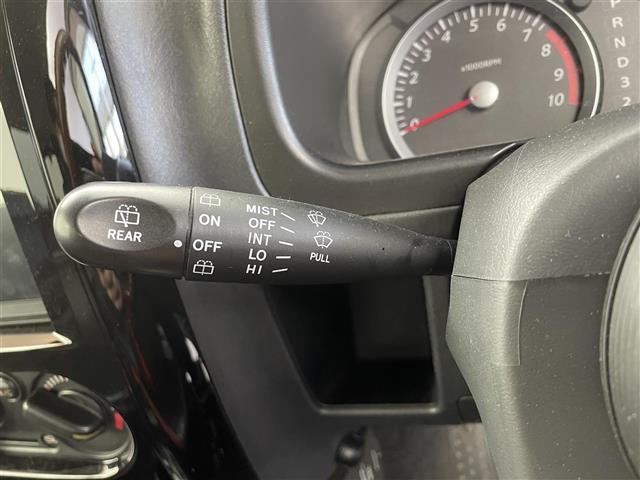 0 1 2 3 4 5 6 7 8 9 10
x1000RPM
P
R
N
D
3
2
REAR
ON
OFF
MIST
OFF
INT
LO
HI
PULL